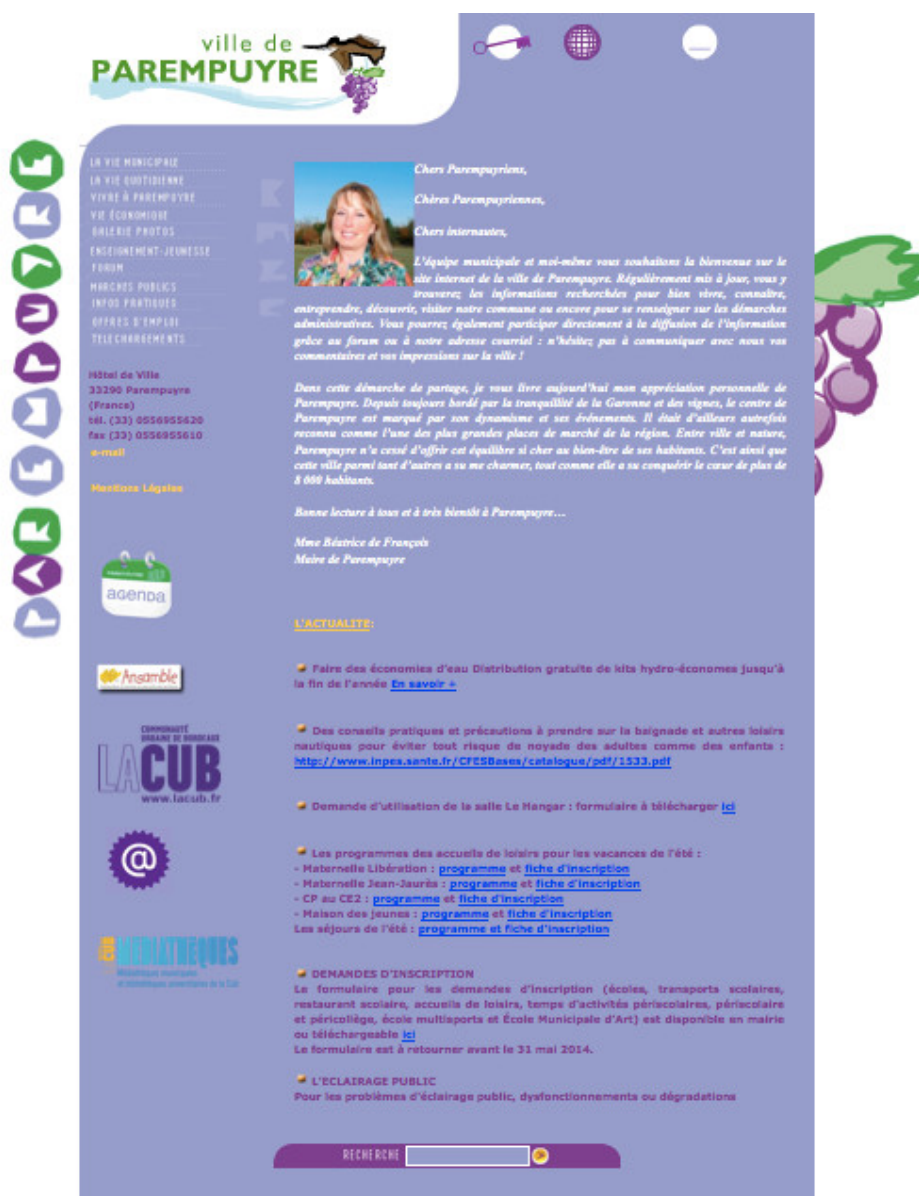 ville de
PAREMPUYRE
PAREMPUYRE
LA VIE MUNICIPALE
LA VIE QUOTIDIENNE
VIVRE À PAREMPUYRE
VIE ÉCONOMIQUE
GALERIE PHOTOS
ENSEIGNEMENT-JEUNESSE
FORUM
MARCHÉS PUBLICS
INFOS PRATIQUES
OFFRES D'EMPLOI
TELECHARGEMENTS
Hôtel de Ville
33290 Parempuyre
(France)
tél. (33) 0556955620
fax (33) 0556955610
e-mail
Mentions Légales
agenda
Ansamble
COMMUNAUTÉ
URBAINE DE BORDEAUX
LACUB
www.lacub.fr
@
CUB MEDIATHEQUES
Chers Parempuyriens,
Chères Parempuyriennes,
Chers internautes,
L'équipe municipale et moi-même vous souhaitons la bienvenue sur le
site internet de la ville de Parempuyre. Régulièrement mis à jour, vous y
trouverez les informations recherchées pour bien vivre, connaître,
entreprendre, découvrir, visiter notre commune ou encore pour se renseigner sur les démarches
administratives. Vous pourrez également participer directement à la diffusion de l'information
grâce au forum ou à notre adresse courriel : n'hésitez pas à communiquer avec nous vos
commentaires et vos impressions sur la ville !
Dans cette démarche de partage, je vous livre aujourd'hui mon appréciation personnelle de
Parempuyre. Depuis toujours bordé par la tranquillité de la Garonne et des vignes, le centre de
Parempuyre est marqué par son dynamisme et ses événements. Il était d'ailleurs autrefois
reconnu comme l'une des plus grandes places de marché de la région. Entre ville et nature,
Parempuyre n'a cessé d'offrir cet équilibre si cher au bien-être de ses habitants. C'est ainsi que
cette ville parmi tant d'autres a su me charmer, tout comme elle a su conquérir le cœur de plus de
8 000 habitants.
Bonne lecture à tous et à très bientôt à Parempuyre...
Mme Béatrice de François
Maire de Parempuyre
L'ACTUALITE:
Faire des économies d'eau Distribution gratuite de kits hydro-économes jusqu'à
la fin de l'année En savoir +
Des conseils pratiques et précautions à prendre sur la baignade et autres loisirs
nautiques pour éviter tout risque de noyade des adultes comme des enfants :
http://www.inpes.sante.fr/CFESBases/catalogue/pdf/1533.pdf
Demande d'utilisation de la salle Le Hangar : formulaire à télécharger ici
Les programmes des accueils de loisirs pour les vacances de l'été :
- Maternelle Libération : programme et fiche d'inscription
- Maternelle Jean-Jaurès : programme et fiche d'inscription
- CP au CE2 : programme et fiche d'inscription
- Maison des jeunes : programme et fiche d'inscription
Les séjours de l'été : programme et fiche d'inscription
DEMANDES D'INSCRIPTION
Le formulaire pour les demandes d'inscription (écoles, transports scolaires,
restaurant scolaire, accueils de loisirs, temps d'activités périscolaires, périscolaire
et péricollège, école multisports et École Municipale d'Art) est disponible en mairie
ou téléchargeable ici
Le formulaire est à retourner avant le 31 mai 2014.
L'ECLAIRAGE PUBLIC
Pour les problèmes d'éclairage public, dysfonctionnements ou dégradations
RECHERCHE